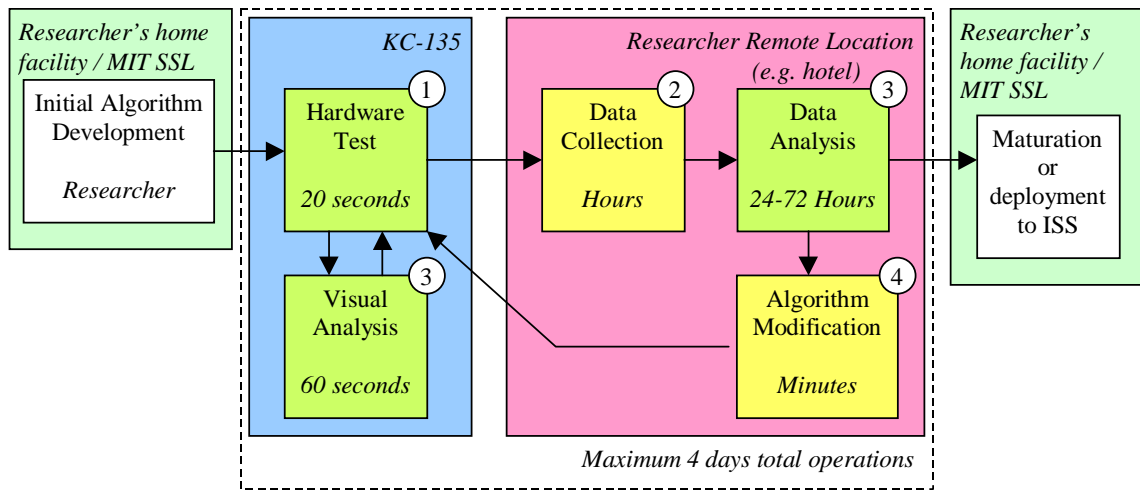 Researcher's home
facility / MIT SSL
Initial Algorithm
Development
Researcher
KC-135
1
Hardware
Test
20 seconds
3
Visual
Analysis
60 seconds
Researcher Remote Location
(e.g. hotel)
2
Data
Collection
Hours
3
Data
Analysis
24-72 Hours
4
Algorithm
Modification
Minutes
Maximum 4 days total operations
Researcher's
home facility /
MIT SSL
Maturation
or
deployment
to ISS